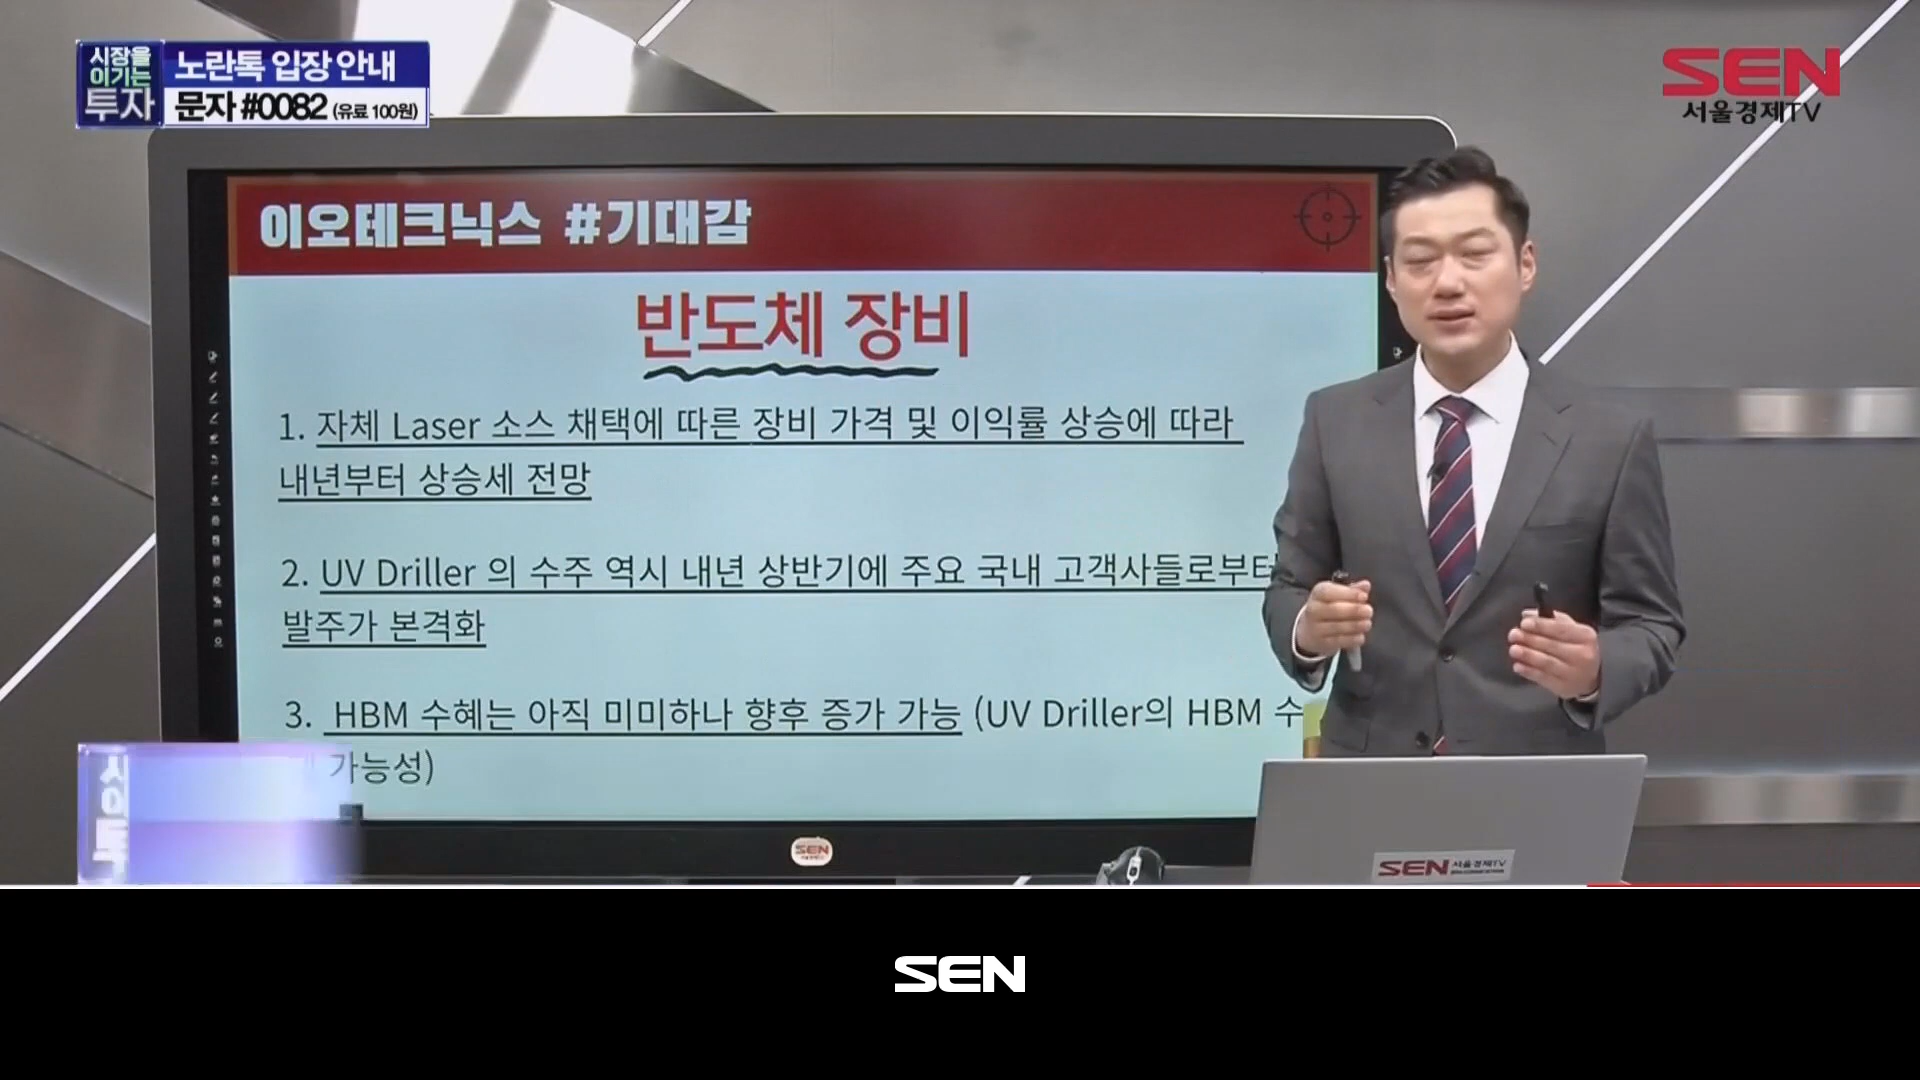 시장을
이기는
투자
노란톡 입장 안내
문자 #0082 (유료 100원)
SEN
서울경제TV
이오테크닉스 #기대감
반도체 장비
1. 자체 Laser 소스 채택에 따른 장비 가격 및 이익률 상승에 따라
내년부터 상승세 전망
2. UV Driller 의 수주 역시 내년 상반기에 주요 국내 고객사들로부터
발주가 본격화
3. HBM 수혜는 아직 미미하나 향후 증가 가능 (UV Driller의 HBM 수
가능성)
SEN
SEN 서울경제TV
SEN